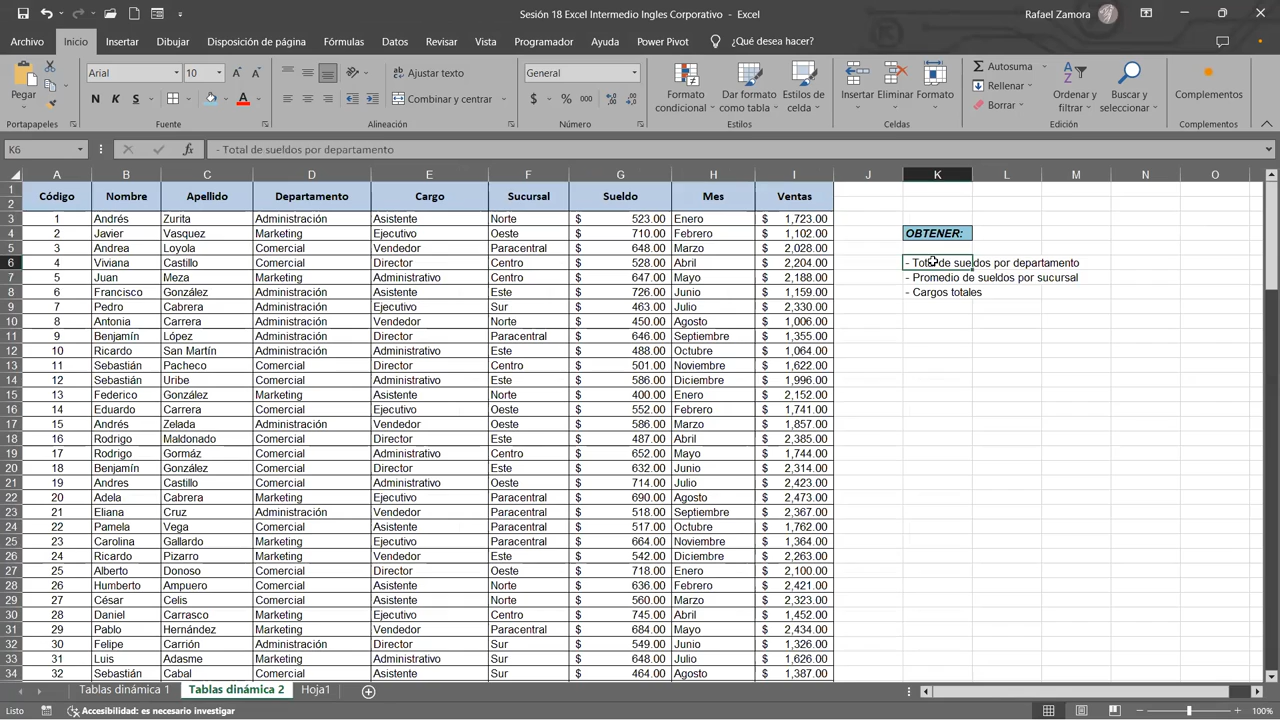 Sesión 18 Excel Intermedio Ingles Corporativo - Excel
Rafael Zamora
Archivo Inicio Insertar Dibujar Disposición de página Fórmulas Datos Revisar Vista Programador Ayuda Power Pivot ¿Qué desea hacer?
Pegar
Arial 10
N K S
Ajustar texto
Combinar y centrar
General
$ % 000
Formato condicional
Dar formato como tabla
Estilos de celda
Insertar Eliminar Formato
Autosuma
Rellenar
Borrar
Ordenar y filtrar
Buscar y seleccionar
Complementos
Portapapeles Fuente Alineación Número Estilos Celdas Edición Complementos
K6 fx - Total de sueldos por departamento
A B C D E F G H I J K L M N O
1
2
Código Nombre Apellido Departamento Cargo Sucursal Sueldo Mes Ventas
3 1 Andrés Zurita Administración Asistente Norte $ 523.00 Enero $ 1,723.00
4 2 Javier Vasquez Marketing Ejecutivo Oeste $ 710.00 Febrero $ 1,102.00 OBTENER:
5 3 Andrea Loyola Comercial Vendedor Paracentral $ 648.00 Marzo $ 2,028.00
6 4 Viviana Castillo Comercial Director Centro $ 528.00 Abril $ 2,204.00 - Total de sueldos por departamento
7 5 Juan Meza Marketing Asistente Centro $ 647.00 Mayo $ 2,188.00 - Promedio de sueldos por sucursal
8 6 Francisco González Administración Asistente Este $ 726.00 Junio $ 1,159.00 - Cargos totales
9 7 Pedro Cabrera Administración Ejecutivo Sur $ 463.00 Julio $ 2,330.00
10 8 Antonia Carrera Administración Vendedor Norte $ 450.00 Agosto $ 1,006.00
11 9 Benjamín López Administración Director Paracentral $ 646.00 Septiembre $ 1,355.00
12 10 Ricardo San Martín Administración Administrativo Este $ 488.00 Octubre $ 1,064.00
13 11 Sebastián Pacheco Comercial Director Centro $ 501.00 Noviembre $ 1,622.00
14 12 Sebastián Uribe Comercial Administrativo Este $ 586.00 Diciembre $ 1,996.00
15 13 Federico González Marketing Asistente Norte $ 400.00 Enero $ 2,152.00
16 14 Eduardo Carrera Comercial Ejecutivo Oeste $ 552.00 Febrero $ 1,741.00
17 15 Andrés Zelada Administración Vendedor Oeste $ 586.00 Marzo $ 1,857.00
18 16 Rodrigo Maldonado Comercial Director Este $ 487.00 Abril $ 2,385.00
19 17 Rodrigo Gormáz Comercial Administrativo Centro $ 652.00 Mayo $ 1,744.00
20 18 Benjamín González Comercial Director Este $ 632.00 Junio $ 2,314.00
21 19 Andres Castillo Comercial Administrativo Oeste $ 714.00 Julio $ 2,423.00
22 20 Adela Cabrera Marketing Ejecutivo Paracentral $ 690.00 Agosto $ 2,473.00
23 21 Eliana Cruz Marketing Administrativo Paracentral $ 518.00 Septiembre $ 2,367.00
24 22 Pamela Vega Comercial Asistente Paracentral $ 517.00 Octubre $ 1,762.00
25 23 Carolina Gallardo Marketing Ejecutivo Paracentral $ 664.00 Noviembre $ 1,364.00
26 24 Ricardo Pizarro Marketing Vendedor Este $ 542.00 Diciembre $ 2,263.00
27 25 Alberto Donoso Comercial Director Oeste $ 718.00 Enero $ 2,100.00
28 26 Humberto Ampuero Comercial Asistente Norte $ 636.00 Febrero $ 2,421.00
29 27 César Celis Comercial Asistente Norte $ 560.00 Marzo $ 2,323.00
30 28 Daniel Carrasco Marketing Ejecutivo Centro $ 745.00 Abril $ 1,452.00
31 29 Pablo Hernández Marketing Vendedor Paracentral $ 684.00 Mayo $ 2,434.00
32 30 Felipe Carrión Administración Director Sur $ 549.00 Junio $ 1,326.00
33 31 Luis Adasme Marketing Administrativo Sur $ 648.00 Julio $ 1,626.00
34 32 Sebastián Cabal Comercial Asistente Sur $ 464.00 Agosto $ 1,387.00
Tablas dinámica 1 Tablas dinámica 2 Hoja1
Listo Accesibilidad: es necesario investigar 100%